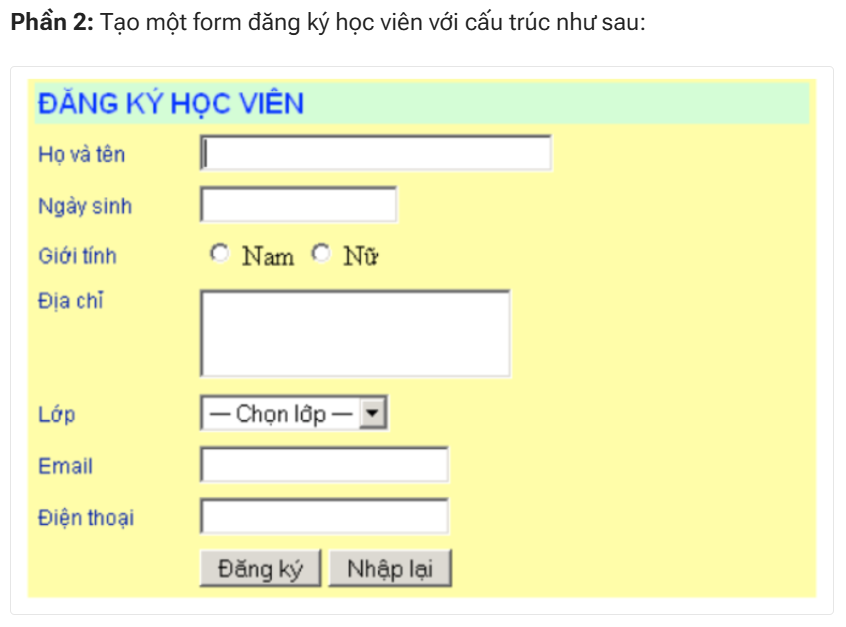 Phần 2: Tạo một form đăng ký học viên với cấu trúc như sau:
ĐĂNG KÝ HỌC VIÊN
Họ và tên
Ngày sinh
Giới tính Nam Nữ
Địa chỉ
Lớp — Chọn lớp —
Email
Điện thoại
Đăng ký Nhập lại